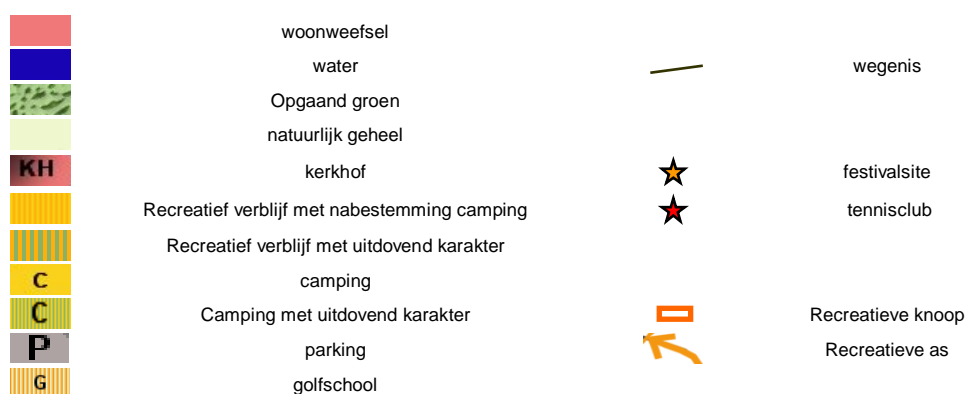 woonweefsel
water wegenis
Opgaand groen
natuurlijk geheel
KH kerkhof festivalsite
Recreatief verblijf met nabestemming camping tennisclub
Recreatief verblijf met uitdovend karakter
C camping
C Camping met uitdovend karakter Recreatieve knoop
P parking Recreatieve as
G golfschool